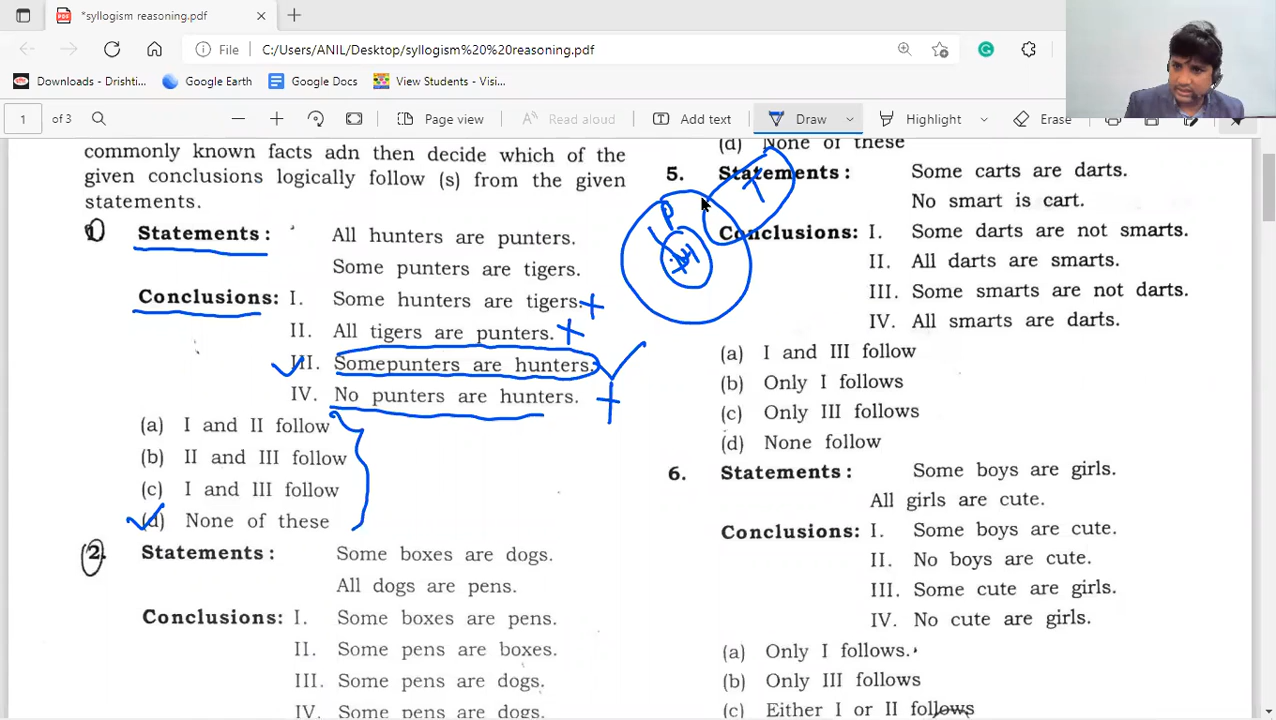 *syllogism reasoning.pdf
File C:/Users/ANIL/Desktop/syllogism%20%20reasoning.pdf
Downloads - Drishti... Google Earth Google Docs View Students - Visi...
1 of 3 Page view Read aloud Add text Draw Highlight Erase
commonly known facts adn then decide which of the
given conclusions logically follow (s) from the given
statements.
1. Statements : All hunters are punters.
Some punters are tigers.
Conclusions: I. Some hunters are tigers.
II. All tigers are punters.
III. Somepunters are hunters.
IV. No punters are hunters.
(a) I and II follow
(b) II and III follow
(c) I and III follow
(d) None of these
2. Statements : Some boxes are dogs.
All dogs are pens.
Conclusions: I. Some boxes are pens.
II. Some pens are boxes.
III. Some pens are dogs.
IV. Some pens are dogs.
(d) None of these
5. Statements : Some carts are darts.
No smart is cart.
Conclusions: I. Some darts are not smarts.
II. All darts are smarts.
III. Some smarts are not darts.
IV. All smarts are darts.
(a) I and III follow
(b) Only I follows
(c) Only III follows
(d) None follow
6. Statements : Some boys are girls.
All girls are cute.
Conclusions: I. Some boys are cute.
II. No boys are cute.
III. Some cute are girls.
IV. No cute are girls.
(a) Only I follows.
(b) Only III follows
(c) Either I or II follows
P
H
T